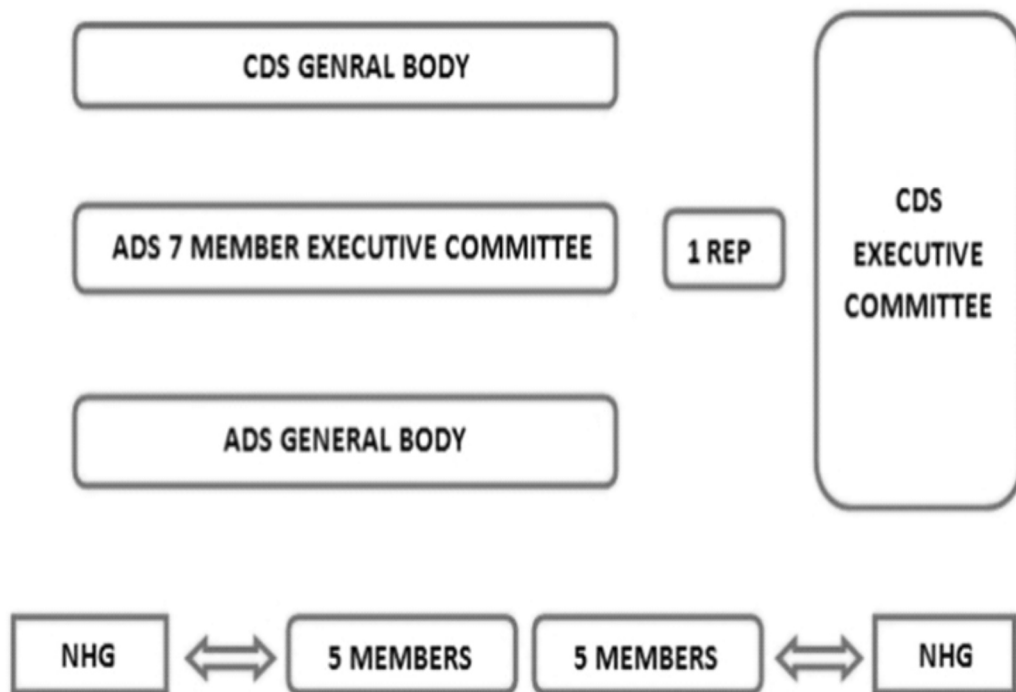 CDS GENRAL BODY
ADS 7 MEMBER EXECUTIVE COMMITTEE
1 REP
CDS
EXECUTIVE
COMMITTEE
ADS GENERAL BODY
NHG
5 MEMBERS
5 MEMBERS
NHG